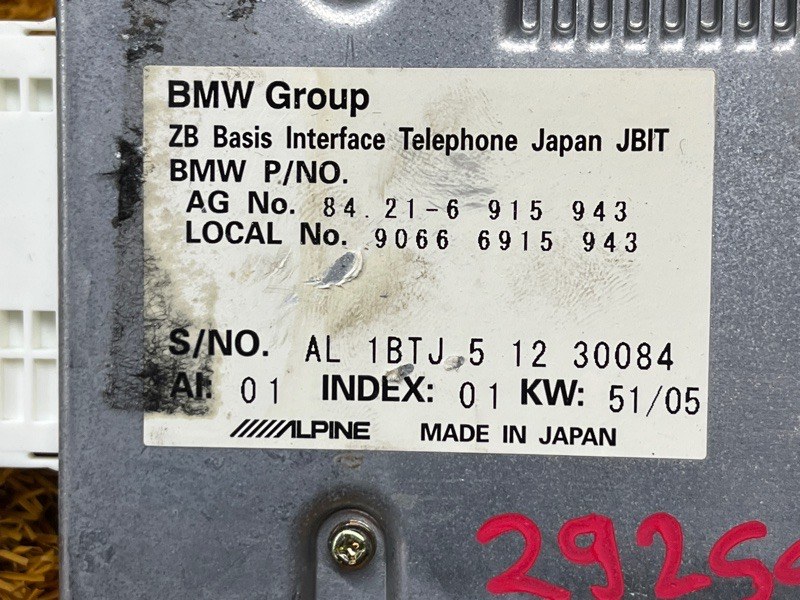 BMW Group
ZB Basis Interface Telephone Japan JBIT
BMW P/NO.
AG No. 84.21-6 915 943
LOCAL No. 9066 6915 943
S/NO. AL 1BTJ 5 12 30084
AI: 01 INDEX: 01 KW: 51/05
ALPINE MADE IN JAPAN